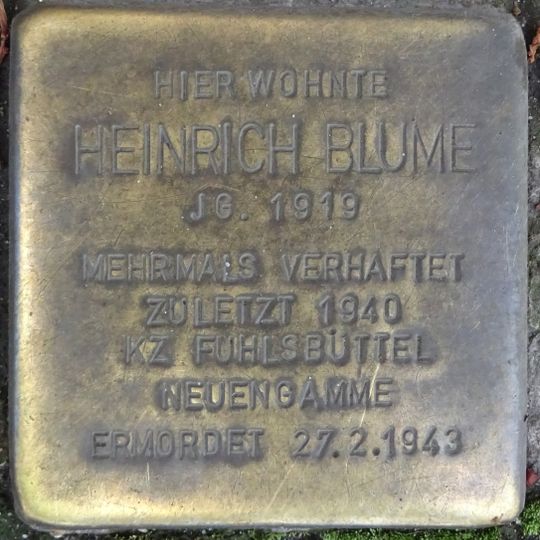 HIER WOHNTE
HEINRICH BLUME
JG. 1919
MEHRMALS VERHAFTET
ZULETZT 1940
KZ FUHLSBÜTTEL
NEUENGAMME
ERMORDET 27.2.1943